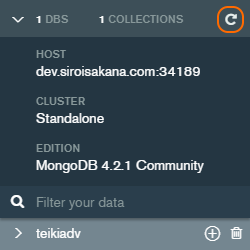 1 DBS 1 COLLECTIONS
HOST
dev.siroisakana.com:34189
CLUSTER
Standalone
EDITION
MongoDB 4.2.1 Community
Filter your data
teikiadv